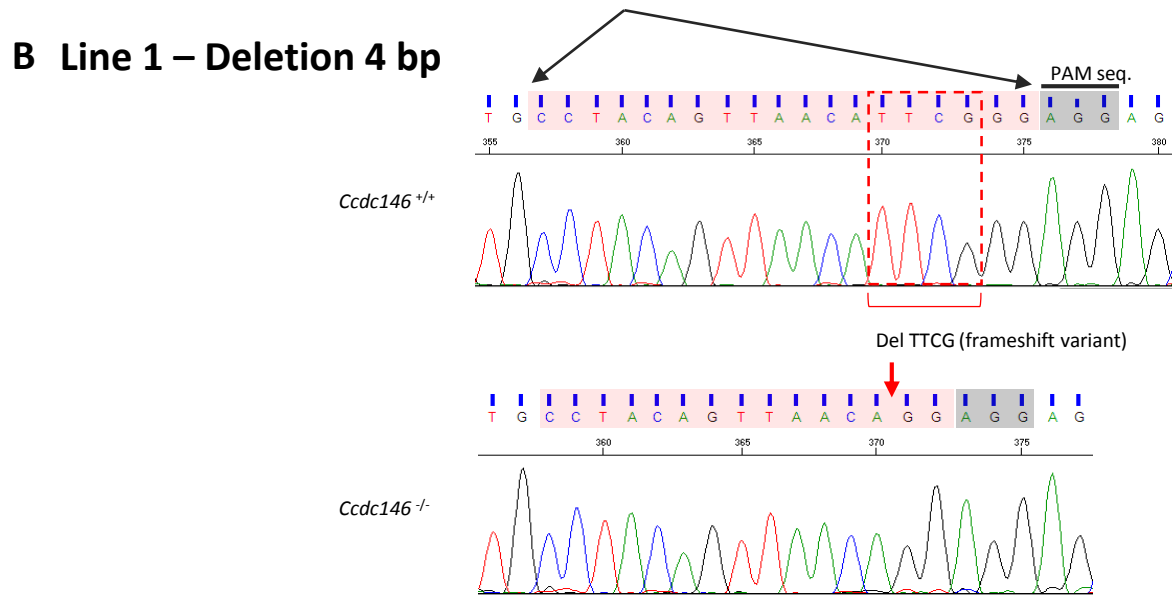 B Line 1 – Deletion 4 bp
PAM seq.
T G C C T A C A G T T A A C A T T C G G G A G G A G
355 360 365 370 375 380
Ccdc146 +/+
Del TTCG (frameshift variant)
T G C C T A C A G T T A A C A G G A G G A G
360 365 370 375
Ccdc146 -/-